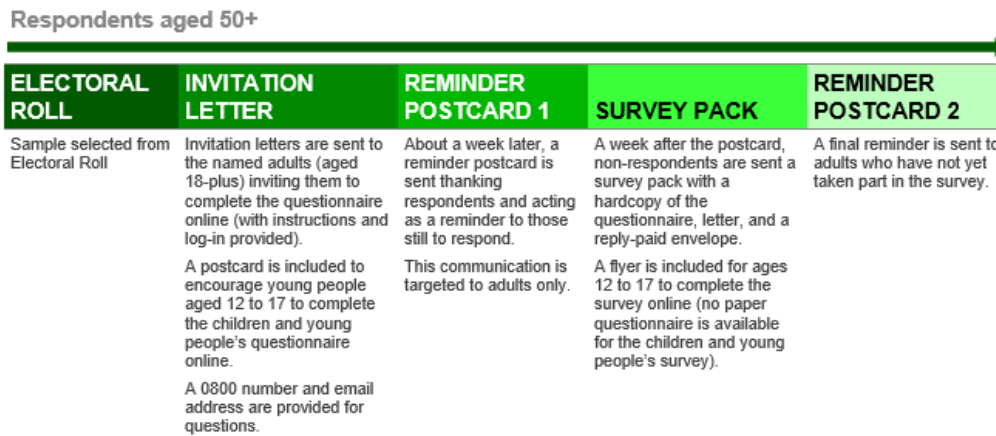 Respondents aged 50+
ELECTORAL
ROLL
Sample selected from
Electoral Roll
INVITATION
LETTER
Invitation letters are sent to
the named adults (aged
18-plus) inviting them to
complete the questionnaire
online (with instructions and
log-in provided).
A postcard is included to
encourage young people
aged 12 to 17 to complete
the children and young
people's questionnaire
online.
A 0800 number and email
address are provided for
questions.
REMINDER
POSTCARD 1
About a week later, a
reminder postcard is
sent thanking
respondents and acting
as a reminder to those
still to respond.
This communication is
targeted to adults only.
SURVEY PACK
A week after the postcard,
non-respondents are sent a
survey pack with a
hardcopy of the
questionnaire, letter, and a
reply-paid envelope.
A flyer is included for ages
12 to 17 to complete the
survey online (no paper
questionnaire is available
for the children and young
people's survey).
REMINDER
POSTCARD 2
A final reminder is sent to
adults who have not yet
taken part in the survey.